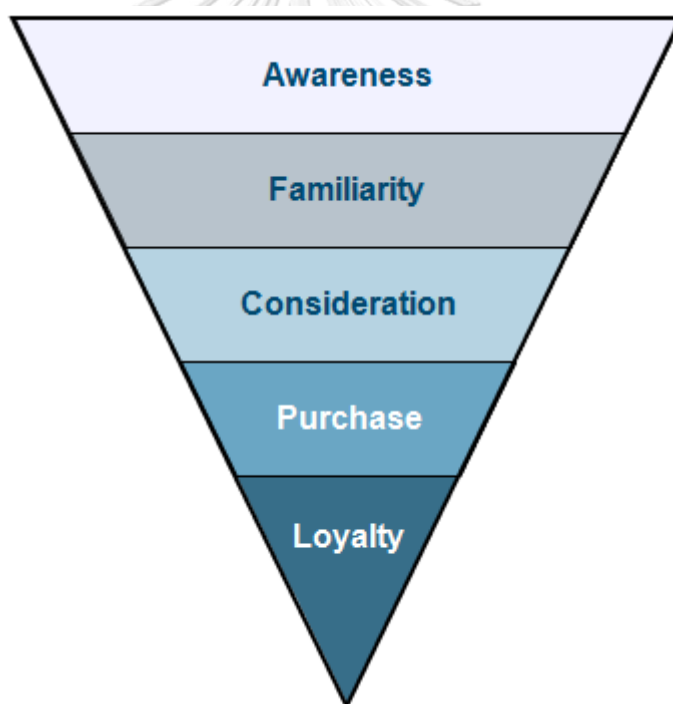 Awareness
Familiarity
Consideration
Purchase
Loyalty